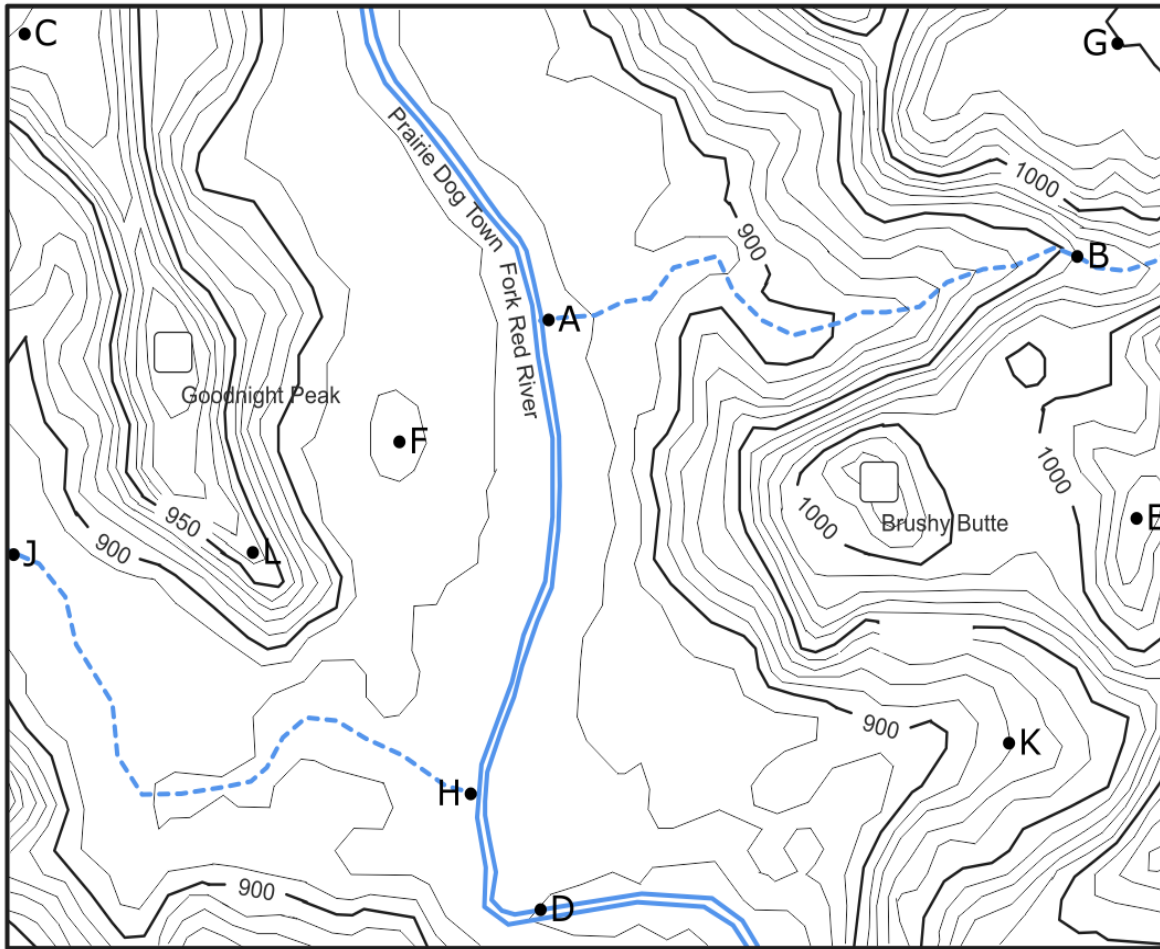 C
G
Prairie Dog Town
1000
900
B
A
Fork Red River
Goodnight Peak
F
1000
950
1000
E
Brushy Butte
900
L
J
900
K
H
900
D